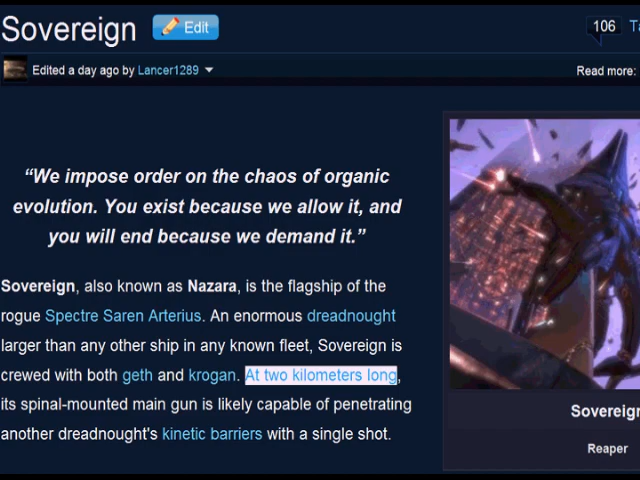 Sovereign Edit
106
Edited a day ago by Lancer1289
Read more:
“We impose order on the chaos of organic
evolution. You exist because we allow it, and
you will end because we demand it.”
Sovereign, also known as Nazara, is the flagship of the
rogue Spectre Saren Arterius. An enormous dreadnought
larger than any other ship in any known fleet, Sovereign is
crewed with both geth and krogan. At two kilometers long,
its spinal-mounted main gun is likely capable of penetrating
another dreadnought's kinetic barriers with a single shot.
Sovereign
Reaper